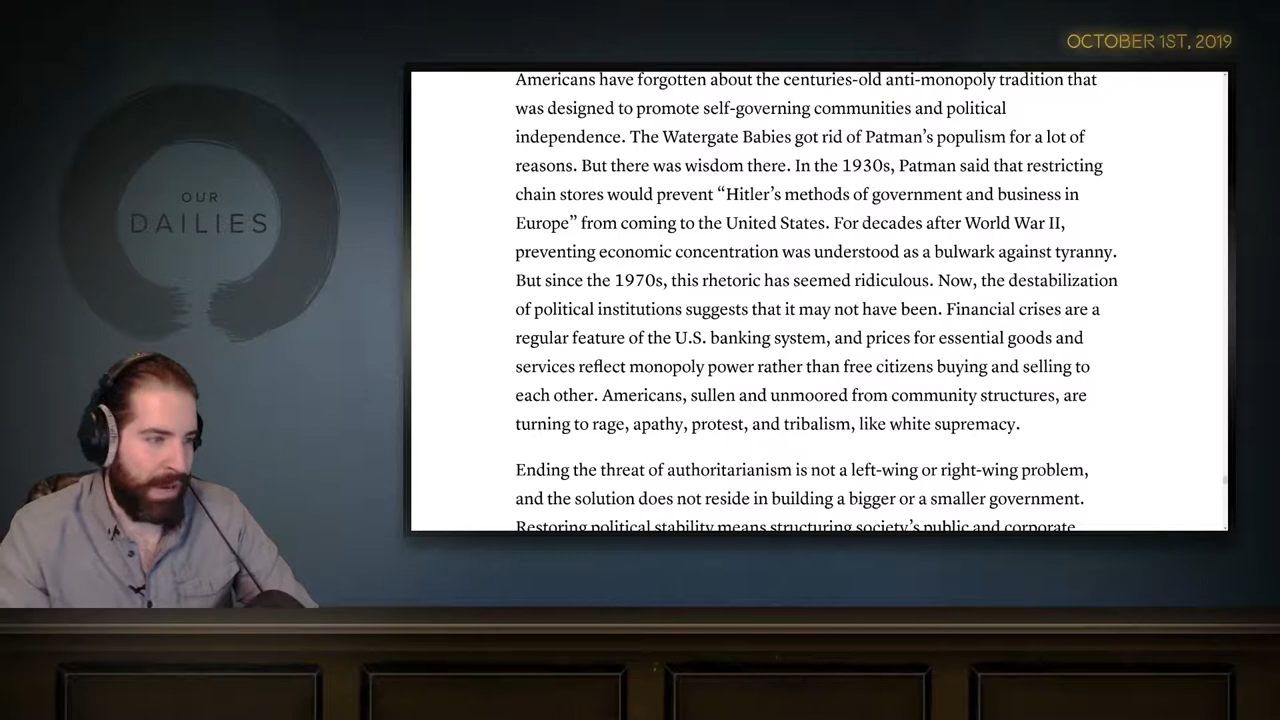 OCTOBER 1ST, 2019
OUR
DAILIES
Americans have forgotten about the centuries-old anti-monopoly tradition that
was designed to promote self-governing communities and political
independence. The Watergate Babies got rid of Patman’s populism for a lot of
reasons. But there was wisdom there. In the 1930s, Patman said that restricting
chain stores would prevent “Hitler’s methods of government and business in
Europe” from coming to the United States. For decades after World War II,
preventing economic concentration was understood as a bulwark against tyranny.
But since the 1970s, this rhetoric has seemed ridiculous. Now, the destabilization
of political institutions suggests that it may not have been. Financial crises are a
regular feature of the U.S. banking system, and prices for essential goods and
services reflect monopoly power rather than free citizens buying and selling to
each other. Americans, sullen and unmoored from community structures, are
turning to rage, apathy, protest, and tribalism, like white supremacy.
Ending the threat of authoritarianism is not a left-wing or right-wing problem,
and the solution does not reside in building a bigger or a smaller government.
Restoring political stability means structuring society’s public and corporate